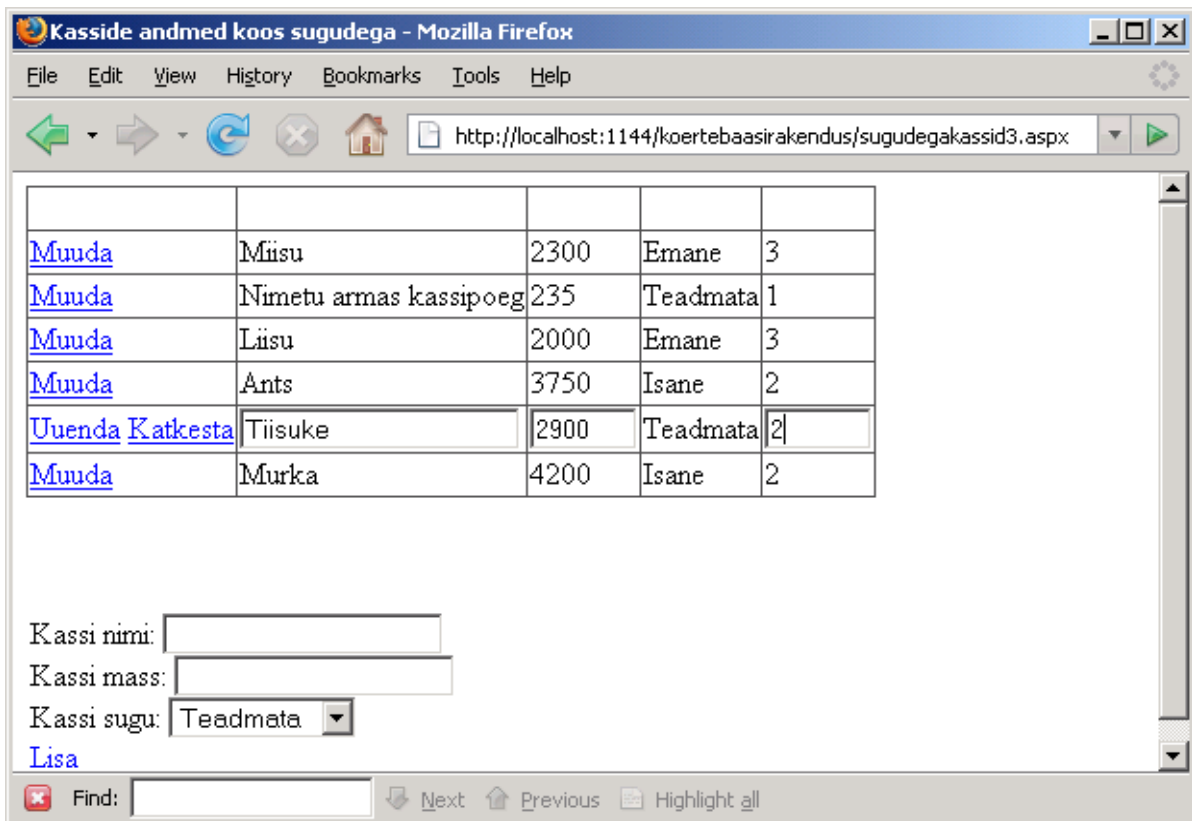 Kasside andmed koos sugudega - Mozilla Firefox
File Edit View History Bookmarks Tools Help
http://localhost:1144/koertebaasirakendus/sugudegakassid3.aspx
Muuda Miisu 2300 Emane 3
Muuda Nimetu armas kassipoeg 235 Teadmata 1
Muuda Liisu 2000 Emane 3
Muuda Ants 3750 Isane 2
Uuenda Katkesta Tiisuke 2900 Teadmata 2
Muuda Murka 4200 Isane 2
Kassi nimi:
Kassi mass:
Kassi sugu: Teadmata
Lisa
Find: Next Previous Highlight all